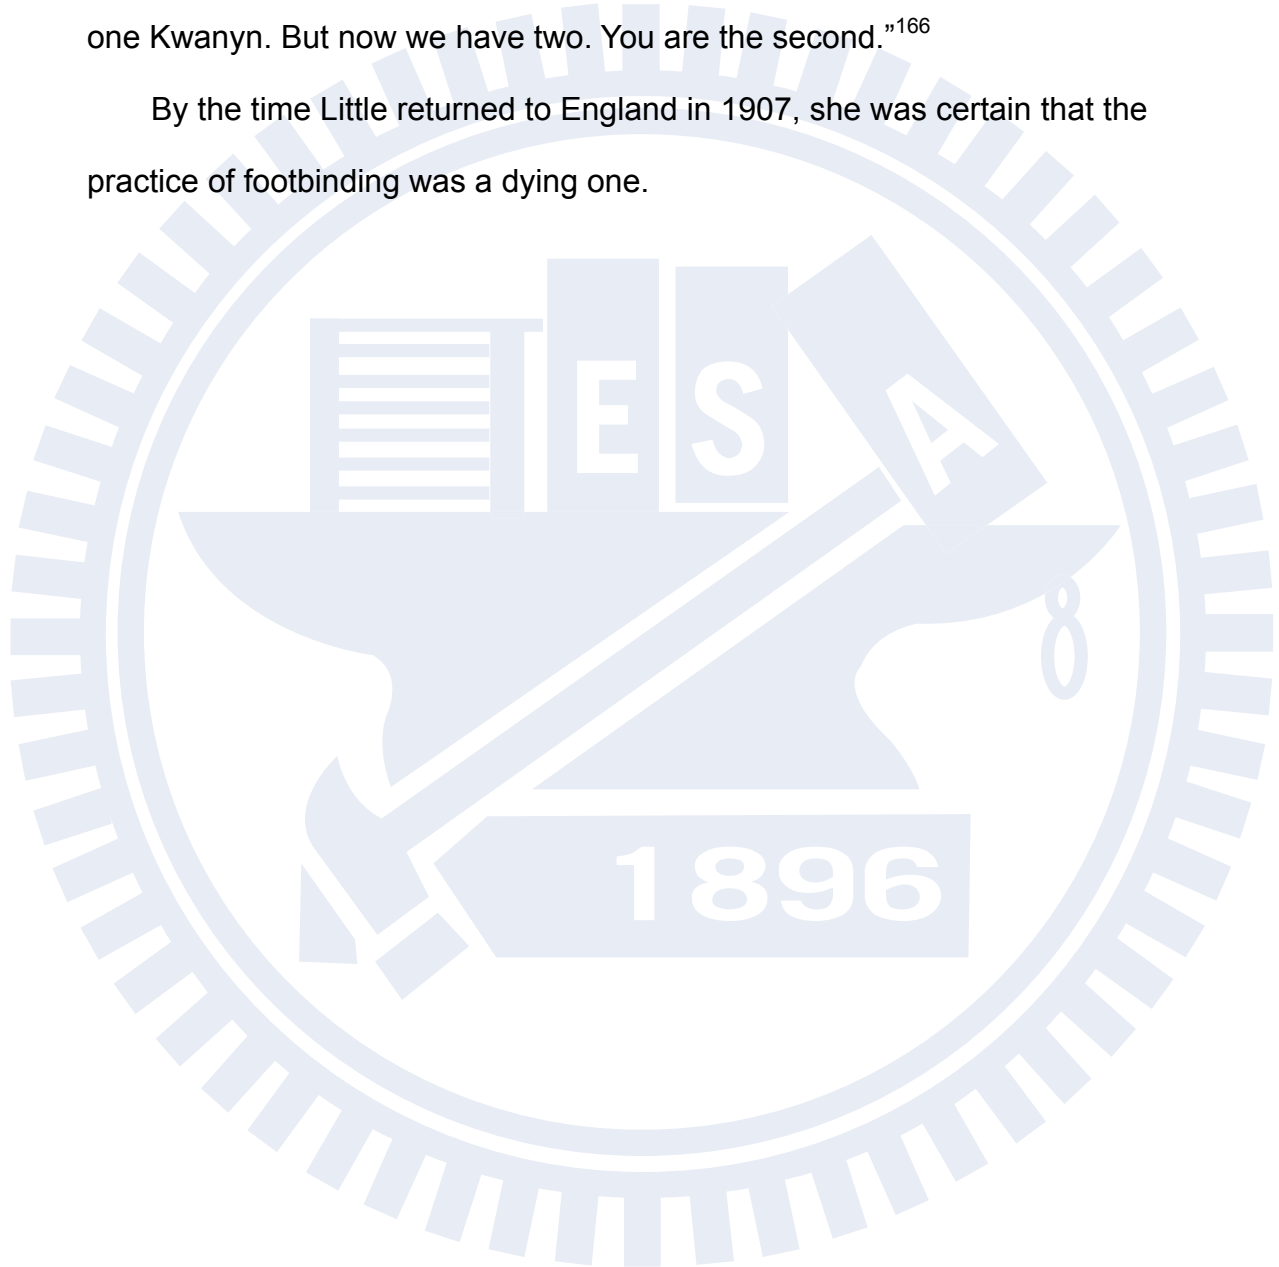 one Kwanyn. But now we have two. You are the second.”166
By the time Little returned to England in 1907, she was certain that the
practice of footbinding was a dying one.
E S A
8
1896